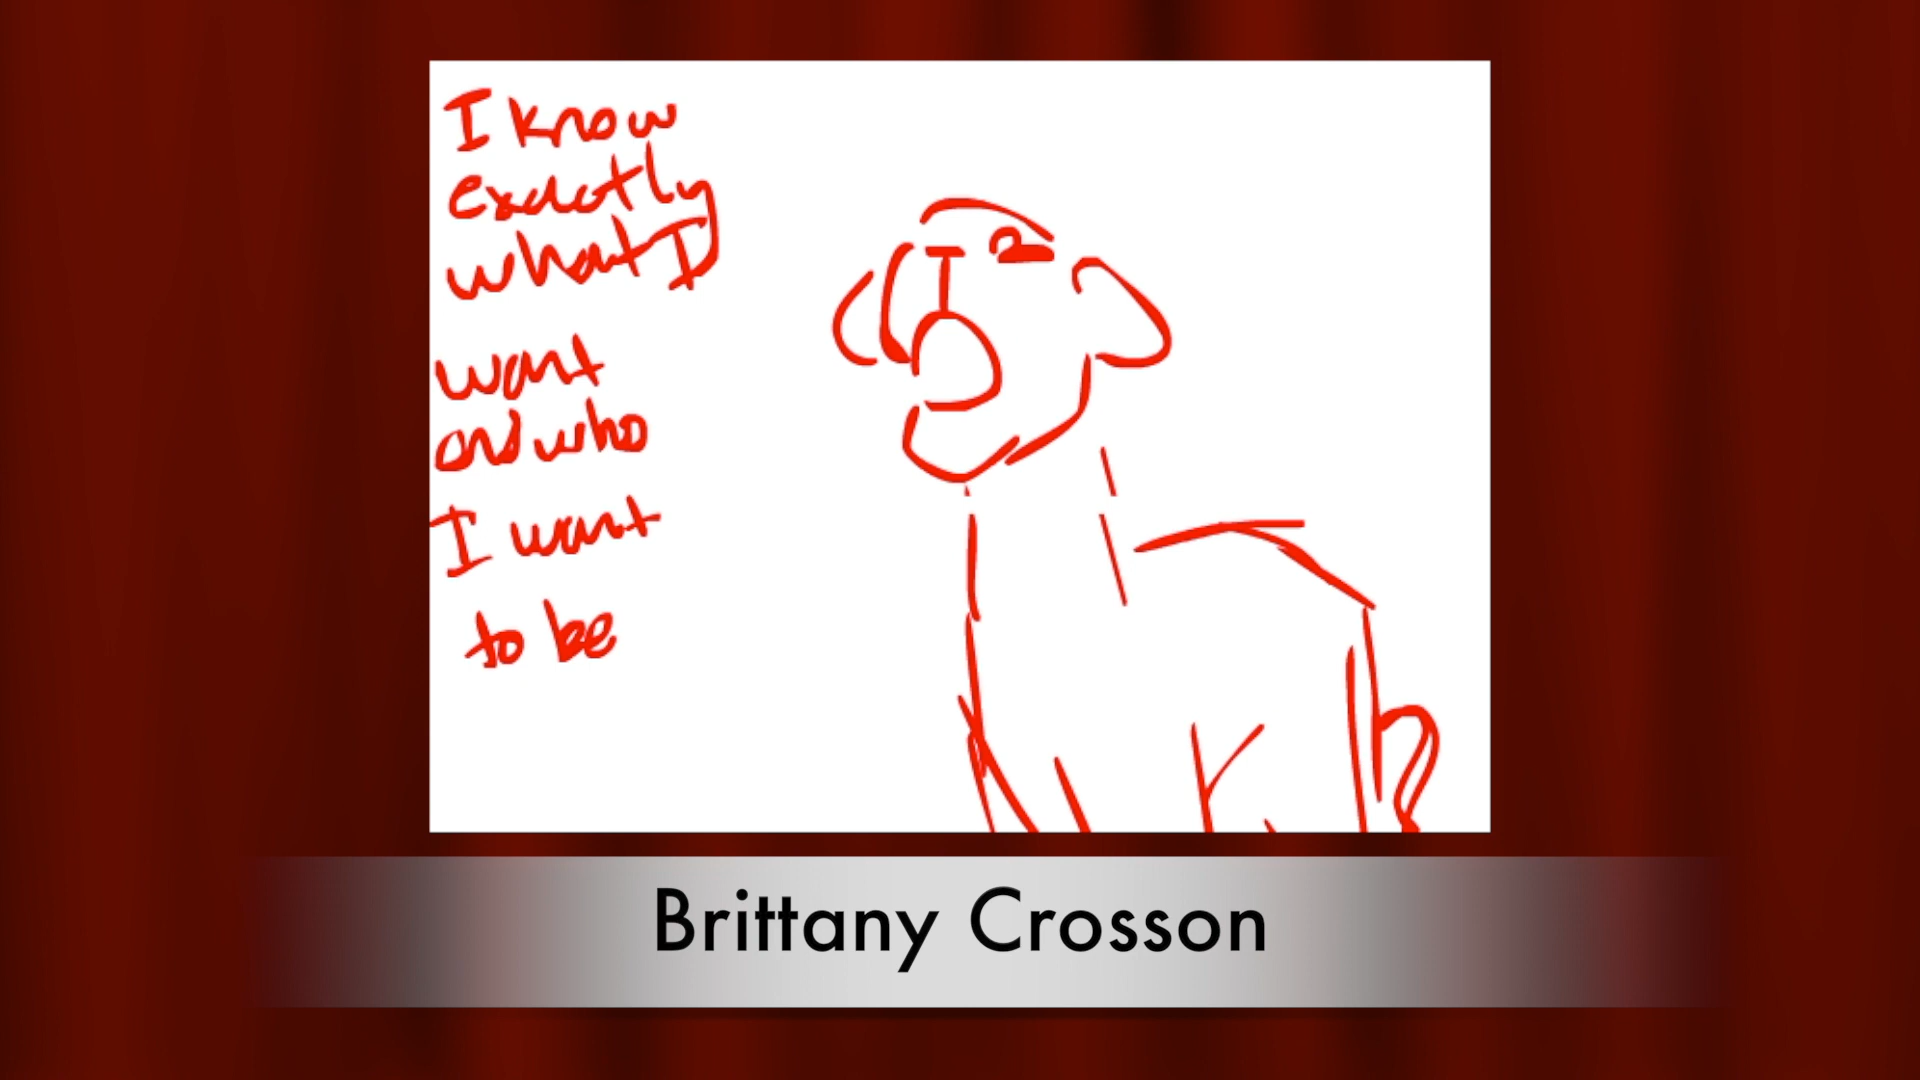 I know
exactly
what I
want
and who
I want
to be
Brittany Crosson